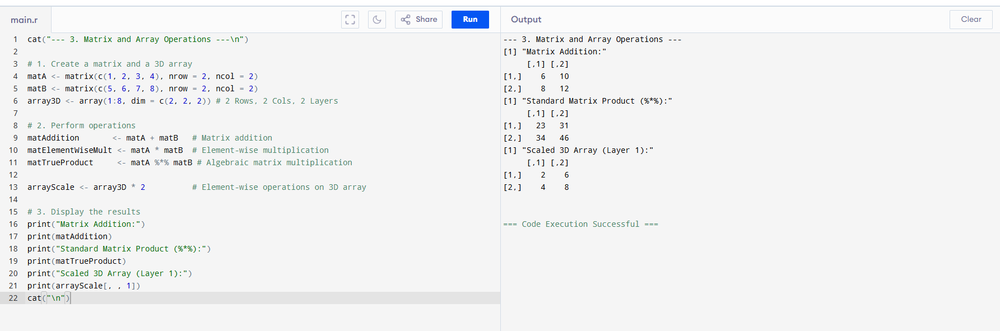 main.r
Share
Run
1 cat("--- 3. Matrix and Array Operations ---\n")
2
3 # 1. Create a matrix and a 3D array
4 matA <- matrix(c(1, 2, 3, 4), nrow = 2, ncol = 2)
5 matB <- matrix(c(5, 6, 7, 8), nrow = 2, ncol = 2)
6 array3D <- array(1:8, dim = c(2, 2, 2)) # 2 Rows, 2 Cols, 2 Layers
7
8 # 2. Perform operations
9 matAddition       <- matA + matB   # Matrix addition
10 matElementWiseMult <- matA * matB  # Element-wise multiplication
11 matTrueProduct     <- matA %*% matB # Algebraic matrix multiplication
12
13 arrayScale <- array3D * 2          # Element-wise operations on 3D array
14
15 # 3. Display the results
16 print("Matrix Addition:")
17 print(matAddition)
18 print("Standard Matrix Product (%*%):")
19 print(matTrueProduct)
20 print("Scaled 3D Array (Layer 1):")
21 print(arrayScale[, , 1])
22 cat("\n")
Output
Clear
--- 3. Matrix and Array Operations ---
[1] "Matrix Addition:"
     [,1] [,2]
[1,]    6   10
[2,]    8   12
[1] "Standard Matrix Product (%*%):"
     [,1] [,2]
[1,]   23   31
[2,]   34   46
[1] "Scaled 3D Array (Layer 1):"
     [,1] [,2]
[1,]    2    6
[2,]    4    8
=== Code Execution Successful ===